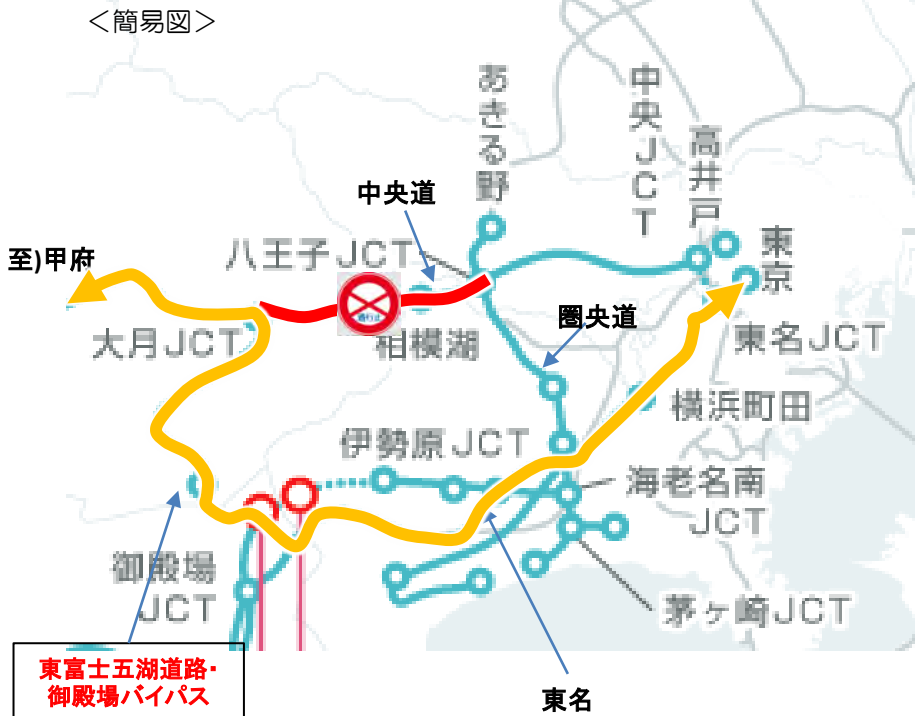 ＜簡易図＞
あきる野
中央JCT
高井戸
中央道
至)甲府
八王子JCT
東京
圏央道
大月JCT
相模湖
東名JCT
横浜町田
伊勢原JCT
海老名南
JCT
御殿場
JCT
茅ヶ崎JCT
東富士五湖道路・
御殿場バイパス
東名